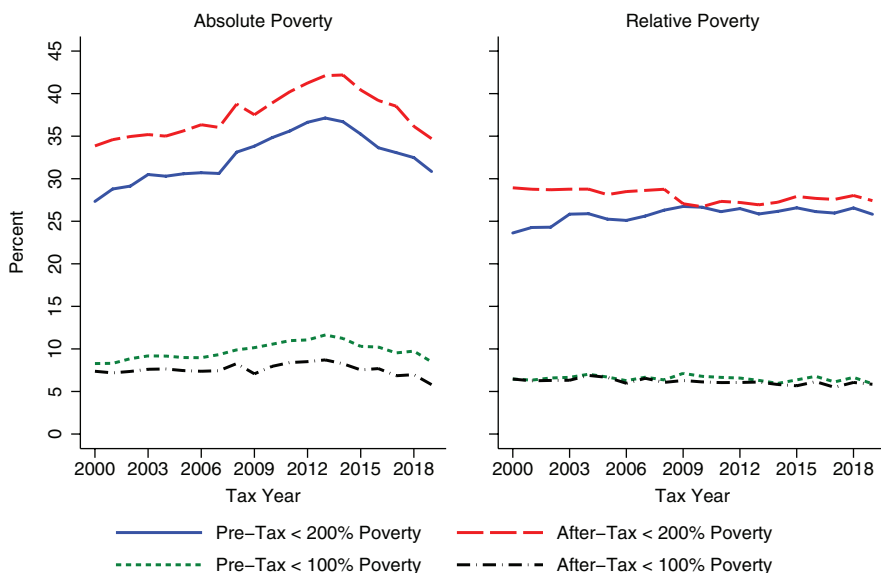 Absolute Poverty
Relative Poverty
Percent
45
40
35
30
25
20
15
10
5
0
2000 2003 2006 2009 2012 2015 2018
2000 2003 2006 2009 2012 2015 2018
Tax Year
Tax Year
Pre−Tax < 200% Poverty
After−Tax < 200% Poverty
Pre−Tax < 100% Poverty
After−Tax < 100% Poverty